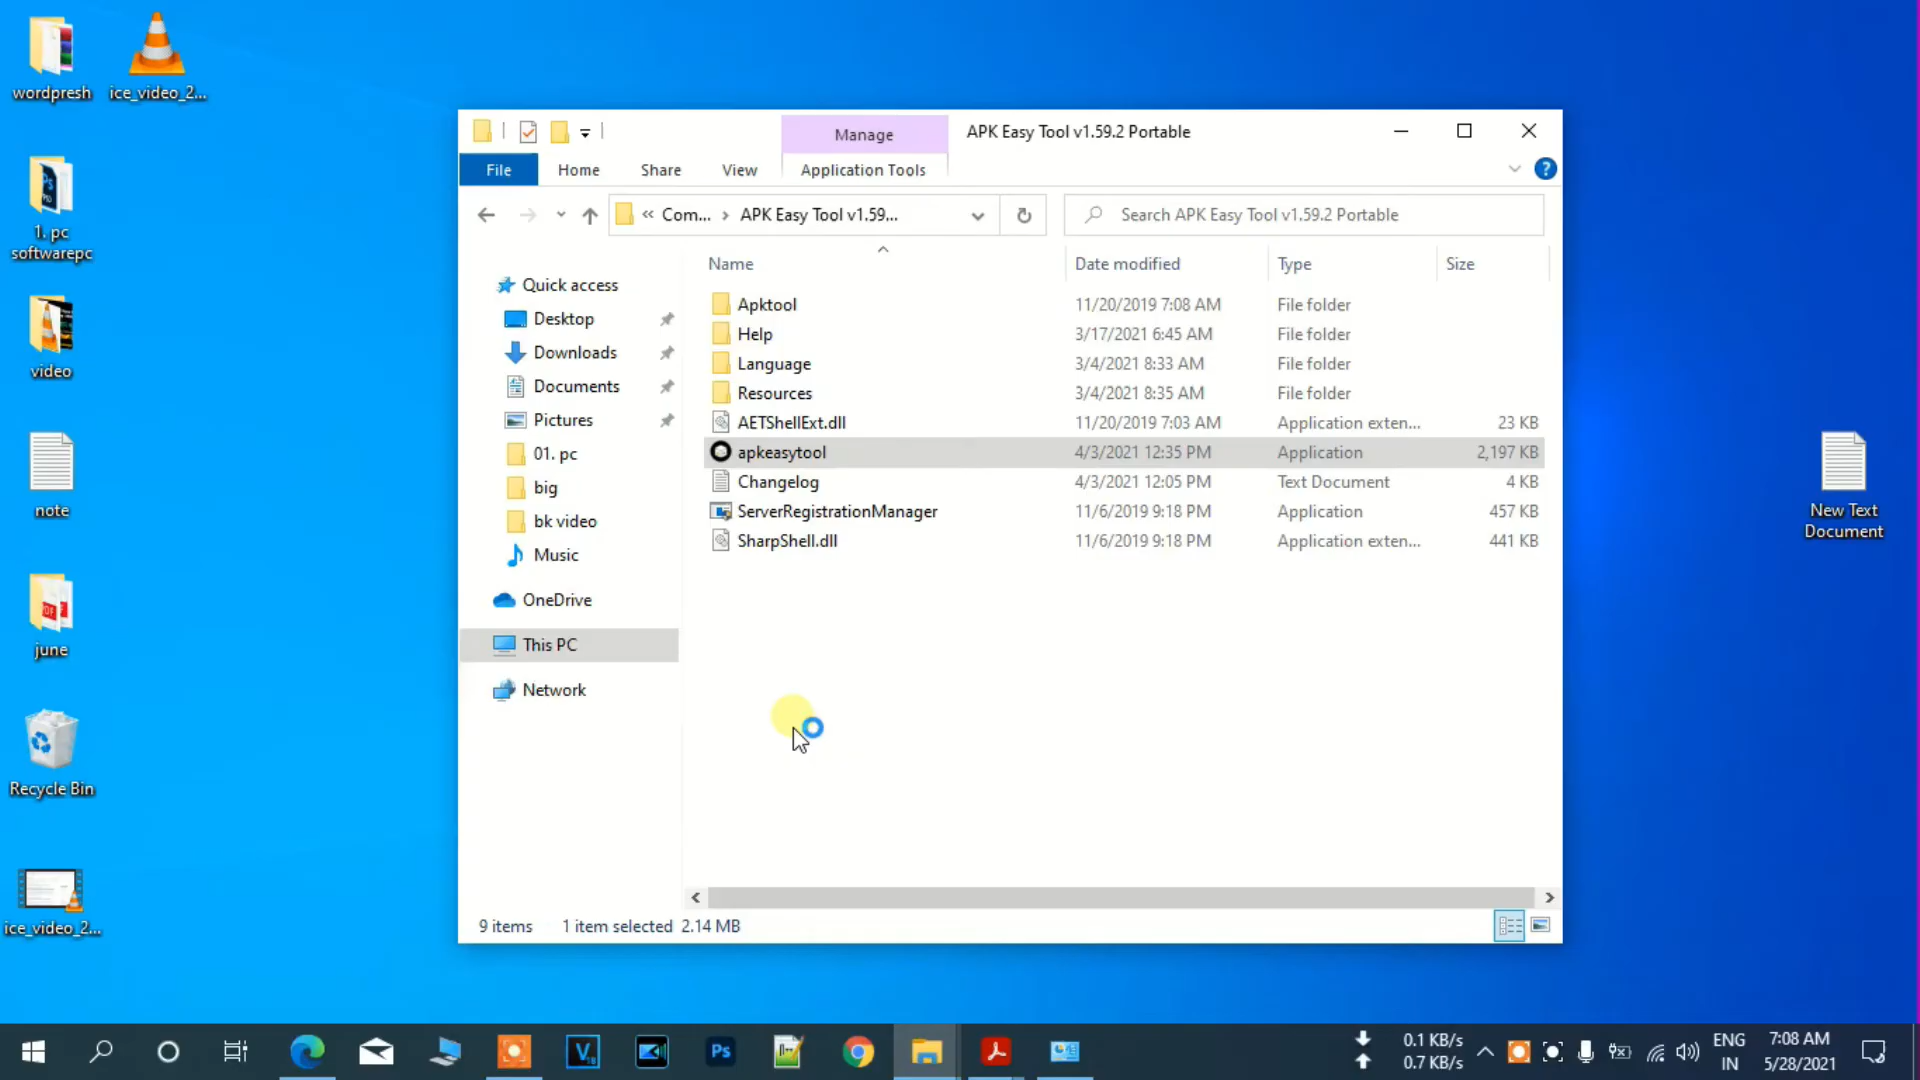 wordpresh
ice_video_2...
1. pc
softwarepc
video
note
june
Recycle Bin
ice_video_2...
New Text
Document
Manage
APK Easy Tool v1.59.2 Portable
File
Home
Share
View
Application Tools
« Com... › APK Easy Tool v1.59...
Search APK Easy Tool v1.59.2 Portable
Quick access
Desktop
Downloads
Documents
Pictures
01. pc
big
bk video
Music
OneDrive
This PC
Network
Name Date modified Type Size
Apktool 11/20/2019 7:08 AM File folder
Help 3/17/2021 6:45 AM File folder
Language 3/4/2021 8:33 AM File folder
Resources 3/4/2021 8:35 AM File folder
AETShellExt.dll 11/20/2019 7:03 AM Application exten... 23 KB
apkeasytool 4/3/2021 12:35 PM Application 2,197 KB
Changelog 4/3/2021 12:05 PM Text Document 4 KB
ServerRegistrationManager 11/6/2019 9:18 PM Application 457 KB
SharpShell.dll 11/6/2019 9:18 PM Application exten... 441 KB
9 items 1 item selected 2.14 MB
Ps
0.1 KB/s
0.7 KB/s
ENG
IN
7:08 AM
5/28/2021